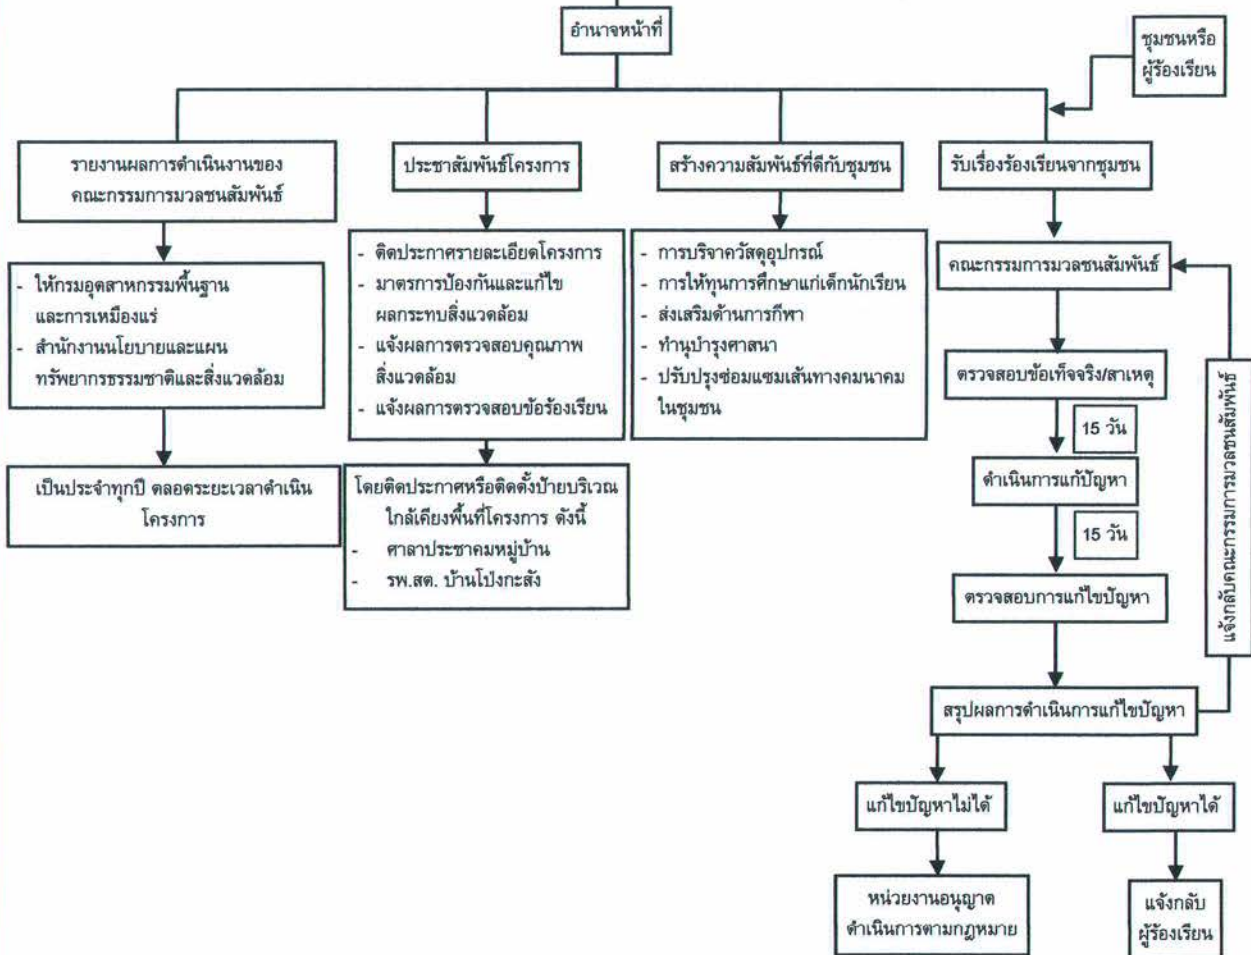 อำนาจหน้าที่
ชุมชนหรือ
ผู้ร้องเรียน
รายงานผลการดำเนินงานของ
คณะกรรมการมวลชนสัมพันธ์
- ให้กรมอุตสาหกรรมพื้นฐาน
และการเหมืองแร่
- สำนักงานนโยบายและแผน
ทรัพยากรธรรมชาติและสิ่งแวดล้อม
เป็นประจำทุกปี ตลอดระยะเวลาดำเนิน
โครงการ
ประชาสัมพันธ์โครงการ
- ติดประกาศรายละเอียดโครงการ
- มาตรการป้องกันและแก้ไข
ผลกระทบสิ่งแวดล้อม
- แจ้งผลการตรวจสอบคุณภาพ
สิ่งแวดล้อม
- แจ้งผลการตรวจสอบข้อร้องเรียน
โดยติดประกาศหรือติดตั้งป้ายบริเวณ
ใกล้เคียงพื้นที่โครงการ ดังนี้
- ศาลาประชาคมหมู่บ้าน
- รพ.สต. บ้านโป่งกะสัง
สร้างความสัมพันธ์ที่ดีกับชุมชน
- การบริจาควัสดุอุปกรณ์
- การให้ทุนการศึกษาแก่เด็กนักเรียน
- ส่งเสริมด้านการกีฬา
- ทำนุบำรุงศาสนา
- ปรับปรุงซ่อมแซมเส้นทางคมนาคม
ในชุมชน
รับเรื่องร้องเรียนจากชุมชน
คณะกรรมการมวลชนสัมพันธ์
ตรวจสอบข้อเท็จจริง/สาเหตุ
15 วัน
ดำเนินการแก้ปัญหา
15 วัน
ตรวจสอบการแก้ไขปัญหา
สรุปผลการดำเนินการแก้ไขปัญหา
แจ้งกลับคณะกรรมการมวลชนสัมพันธ์
แก้ไขปัญหาไม่ได้
แก้ไขปัญหาได้
หน่วยงานอนุญาต
ดำเนินการตามกฎหมาย
แจ้งกลับ
ผู้ร้องเรียน